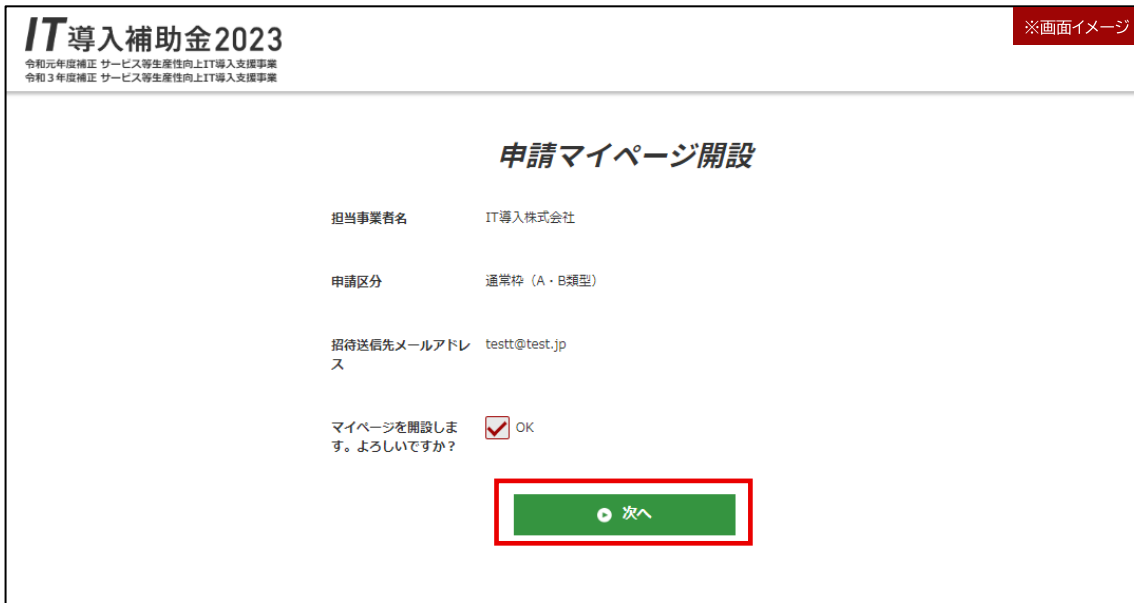 IT導入補助金2023
※画面イメージ
令和元年度補正 サービス等生産性向上IT導入支援事業
令和3年度補正 サービス等生産性向上IT導入支援事業
申請マイページ開設
担当事業者名 IT導入株式会社
申請区分 通常枠（A・B類型）
招待送信先メールアドレ testt@test.jp
ス
マイページを開設しま OK
す。よろしいですか？
次へ